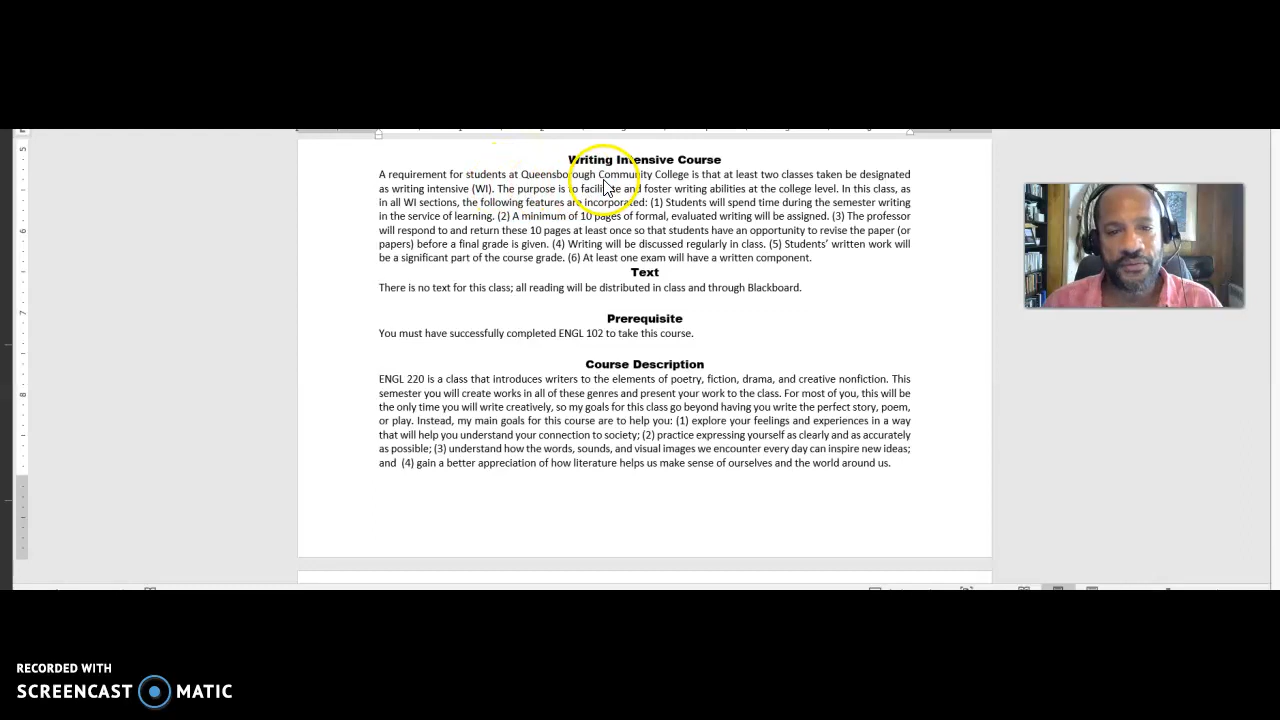 Writing Intensive Course
A requirement for students at Queensborough Community College is that at least two classes taken be designated
as writing intensive (WI). The purpose is to facilitate and foster writing abilities at the college level. In this class, as
in all WI sections, the following features are incorporated: (1) Students will spend time during the semester writing
in the service of learning. (2) A minimum of 10 pages of formal, evaluated writing will be assigned. (3) The professor
will respond to and return these 10 pages at least once so that students have an opportunity to revise the paper (or
papers) before a final grade is given. (4) Writing will be discussed regularly in class. (5) Students' written work will
be a significant part of the course grade. (6) At least one exam will have a written component.
Text
There is no text for this class; all reading will be distributed in class and through Blackboard.
Prerequisite
You must have successfully completed ENGL 102 to take this course.
Course Description
ENGL 220 is a class that introduces writers to the elements of poetry, fiction, drama, and creative nonfiction. This
semester you will create works in all of these genres and present your work to the class. For most of you, this will be
the only time you will write creatively, so my goals for this class go beyond having you write the perfect story, poem,
or play. Instead, my main goals for this course are to help you: (1) explore your feelings and experiences in a way
that will help you understand your connection to society; (2) practice expressing yourself as clearly and as accurately
as possible; (3) understand how the words, sounds, and visual images we encounter every day can inspire new ideas;
and (4) gain a better appreciation of how literature helps us make sense of ourselves and the world around us.
5
6
7
8
RECORDED WITH
SCREENCAST MATIC